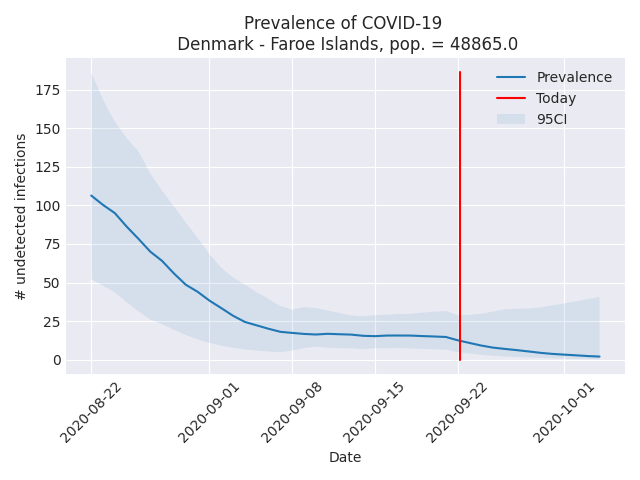 Prevalence of COVID-19
Denmark - Faroe Islands, pop. = 48865.0
Prevalence
Today
95CI
175
150
125
100
75
50
25
0
# undetected infections
2020-08-22
2020-09-01
2020-09-08
2020-09-15
2020-09-22
2020-10-01
Date